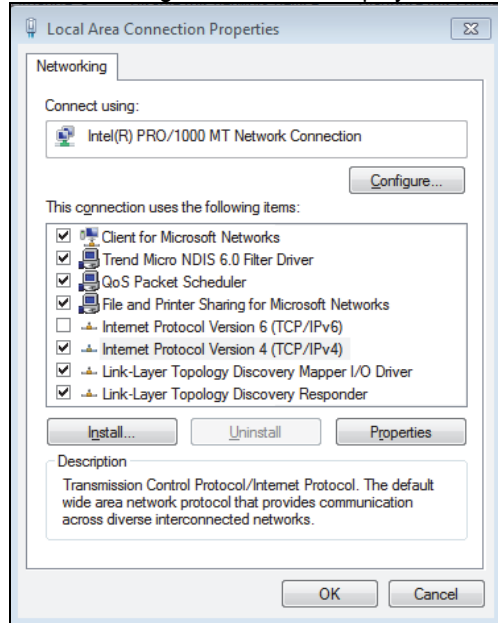 Local Area Connection Properties
Networking
Connect using:
Intel(R) PRO/1000 MT Network Connection
Configure...
This connection uses the following items:
Client for Microsoft Networks
Trend Micro NDIS 6.0 Filter Driver
QoS Packet Scheduler
File and Printer Sharing for Microsoft Networks
Internet Protocol Version 6 (TCP/IPv6)
Internet Protocol Version 4 (TCP/IPv4)
Link-Layer Topology Discovery Mapper I/O Driver
Link-Layer Topology Discovery Responder
Install... Uninstall Properties
Description
Transmission Control Protocol/Internet Protocol. The default
wide area network protocol that provides communication
across diverse interconnected networks.
OK Cancel